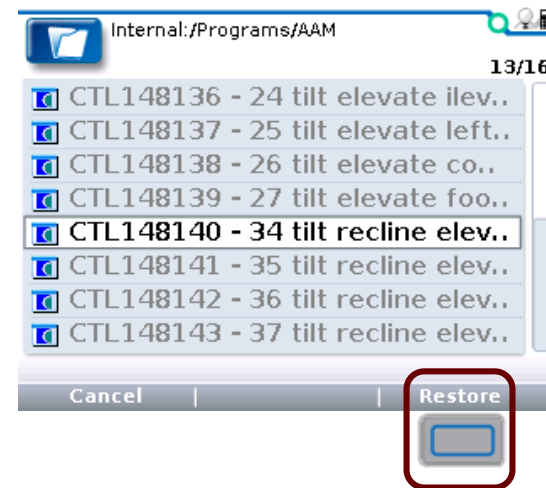 Internal:/Programs/AAM
13/16
CTL148136 - 24 tilt elevate ilev..
CTL148137 - 25 tilt elevate left..
CTL148138 - 26 tilt elevate co..
CTL148139 - 27 tilt elevate foo..
CTL148140 - 34 tilt recline elev..
CTL148141 - 35 tilt recline elev..
CTL148142 - 36 tilt recline elev..
CTL148143 - 37 tilt recline elev..
Cancel | | Restore